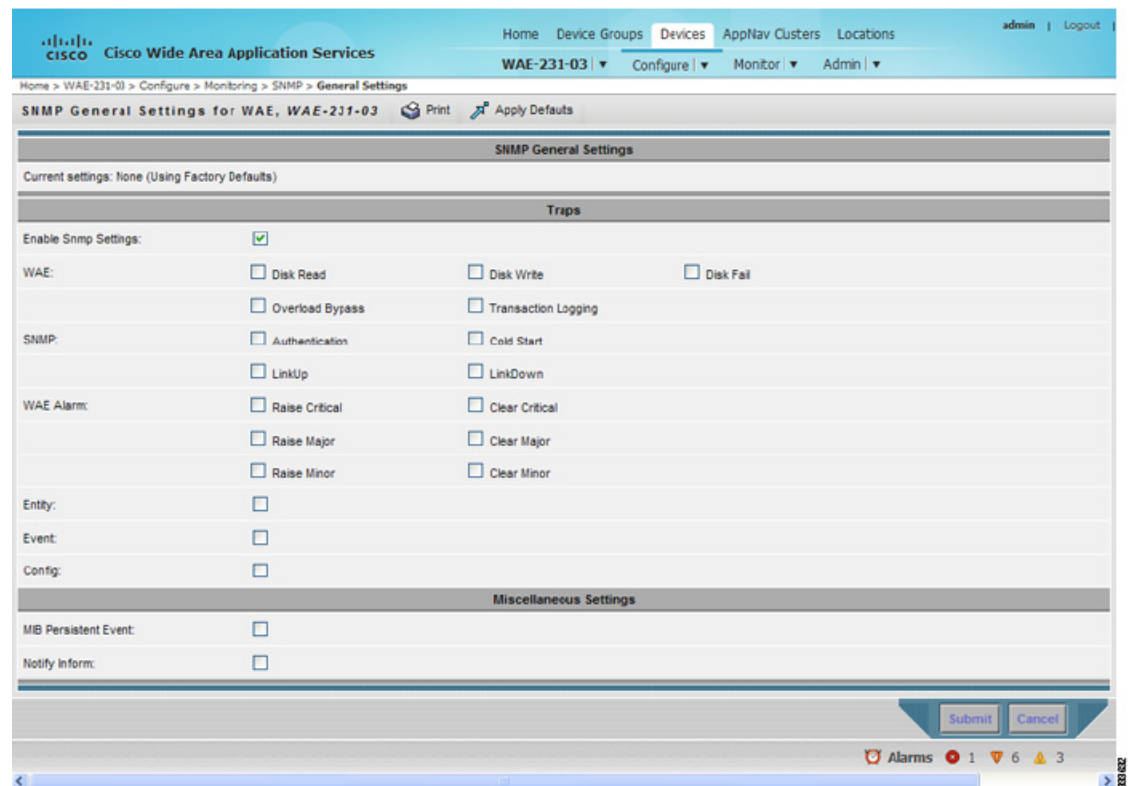 Home Device Groups Devices AppNav Clusters Locations
admin | Logout |
CISCO Cisco Wide Area Application Services
WAE-231-03 | ▼ Configure | ▼ Monitor | ▼ Admin | ▼
Home > WAE-231-03 > Configure > Monitoring > SNMP > General Settings
SNMP General Settings for WAE, WAE-231-03 Print Apply Defaults
SNMP General Settings
Current settings: None (Using Factory Defaults)
Traps
Enable Snmp Settings:
WAE: Disk Read Disk Write Disk Fail
Overload Bypass Transaction Logging
SNMP: Authentication Cold Start
LinkUp LinkDown
WAE Alarm: Raise Critical Clear Critical
Raise Major Clear Major
Raise Minor Clear Minor
Entity:
Event:
Config:
Miscellaneous Settings
MIB Persistent Event:
Notify Inform:
Submit Cancel
Alarms 1 6 3